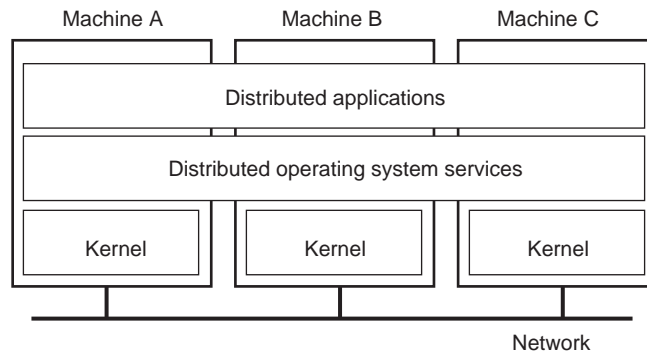 Machine A
Machine B
Machine C
Distributed applications
Distributed operating system services
Kernel
Kernel
Kernel
Network